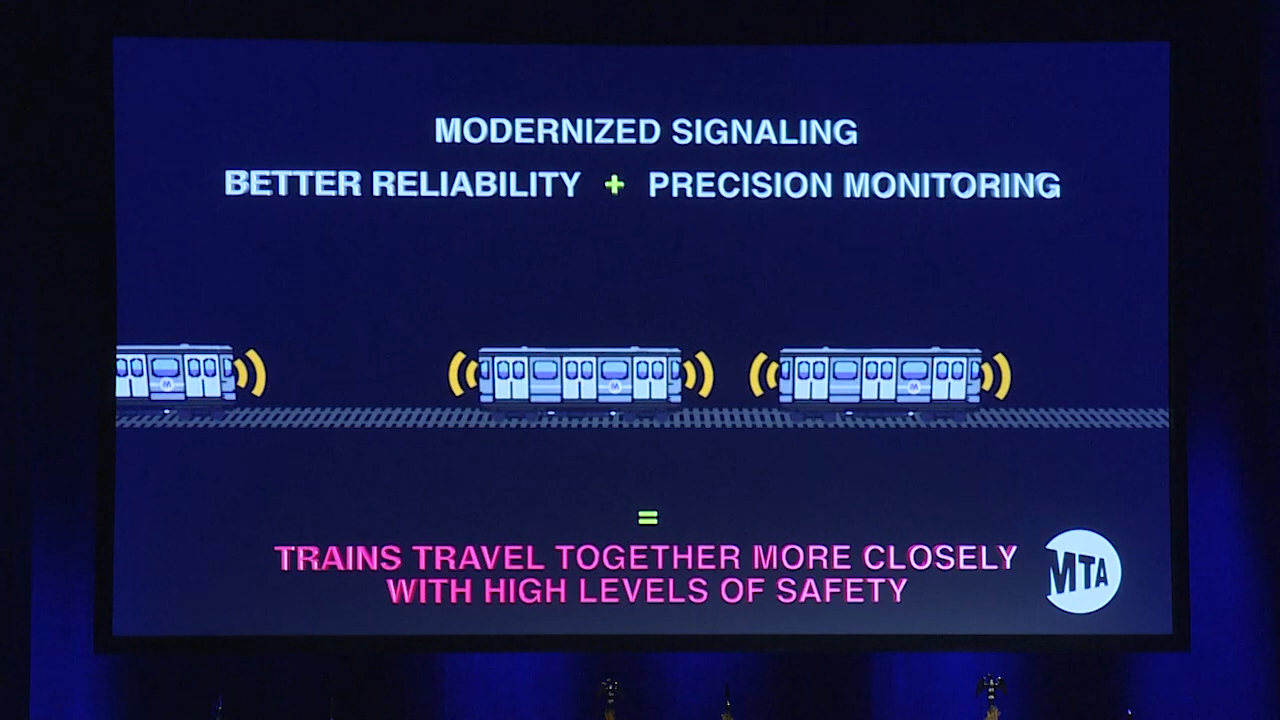 MODERNIZED SIGNALING
BETTER RELIABILITY + PRECISION MONITORING
=
TRAINS TRAVEL TOGETHER MORE CLOSELY
WITH HIGH LEVELS OF SAFETY
MTA